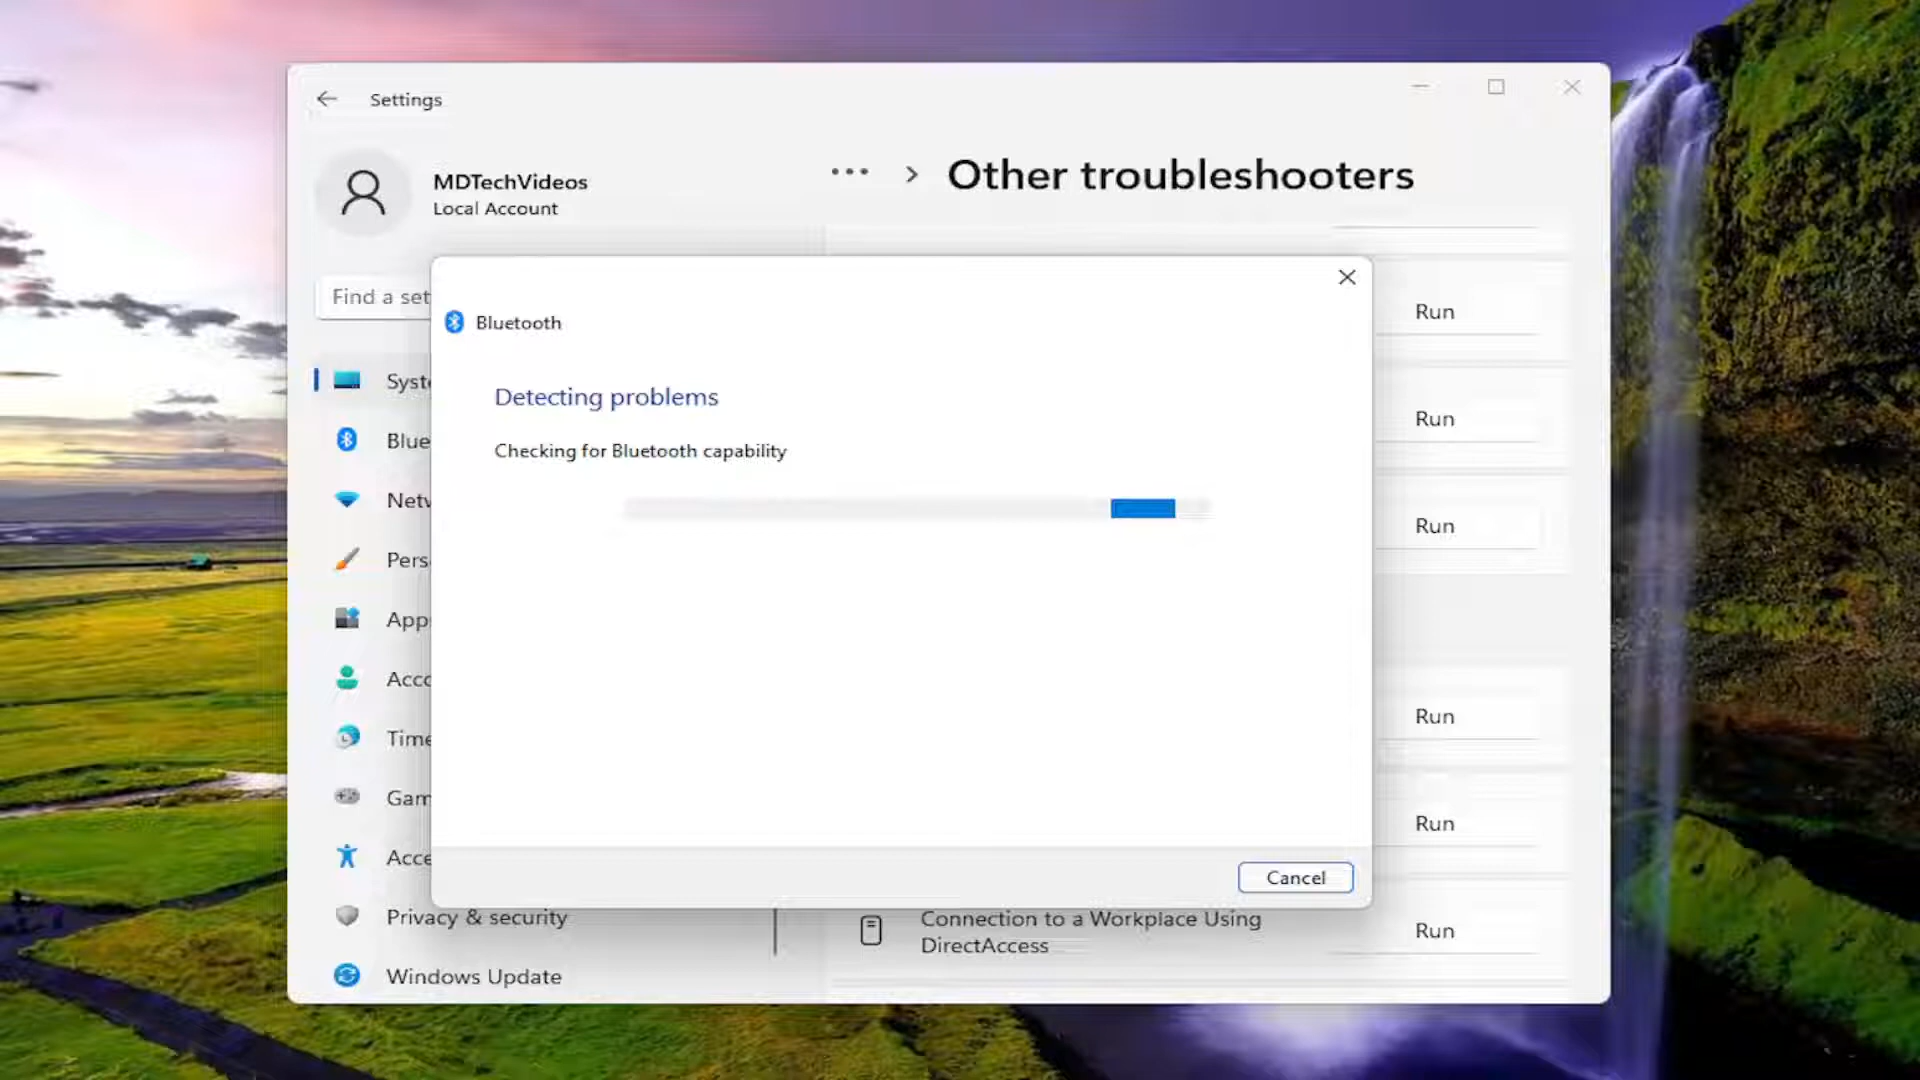 Settings
MDTechVideos
Local Account
Other troubleshooters
Find a set
Bluetooth
Detecting problems
Checking for Bluetooth capability
Cancel
Syst
Blue
Netw
Pers
App
Acco
Time
Gam
Acce
Privacy & security
Windows Update
Run
Run
Run
Run
Run
Connection to a Workplace Using
DirectAccess
Run